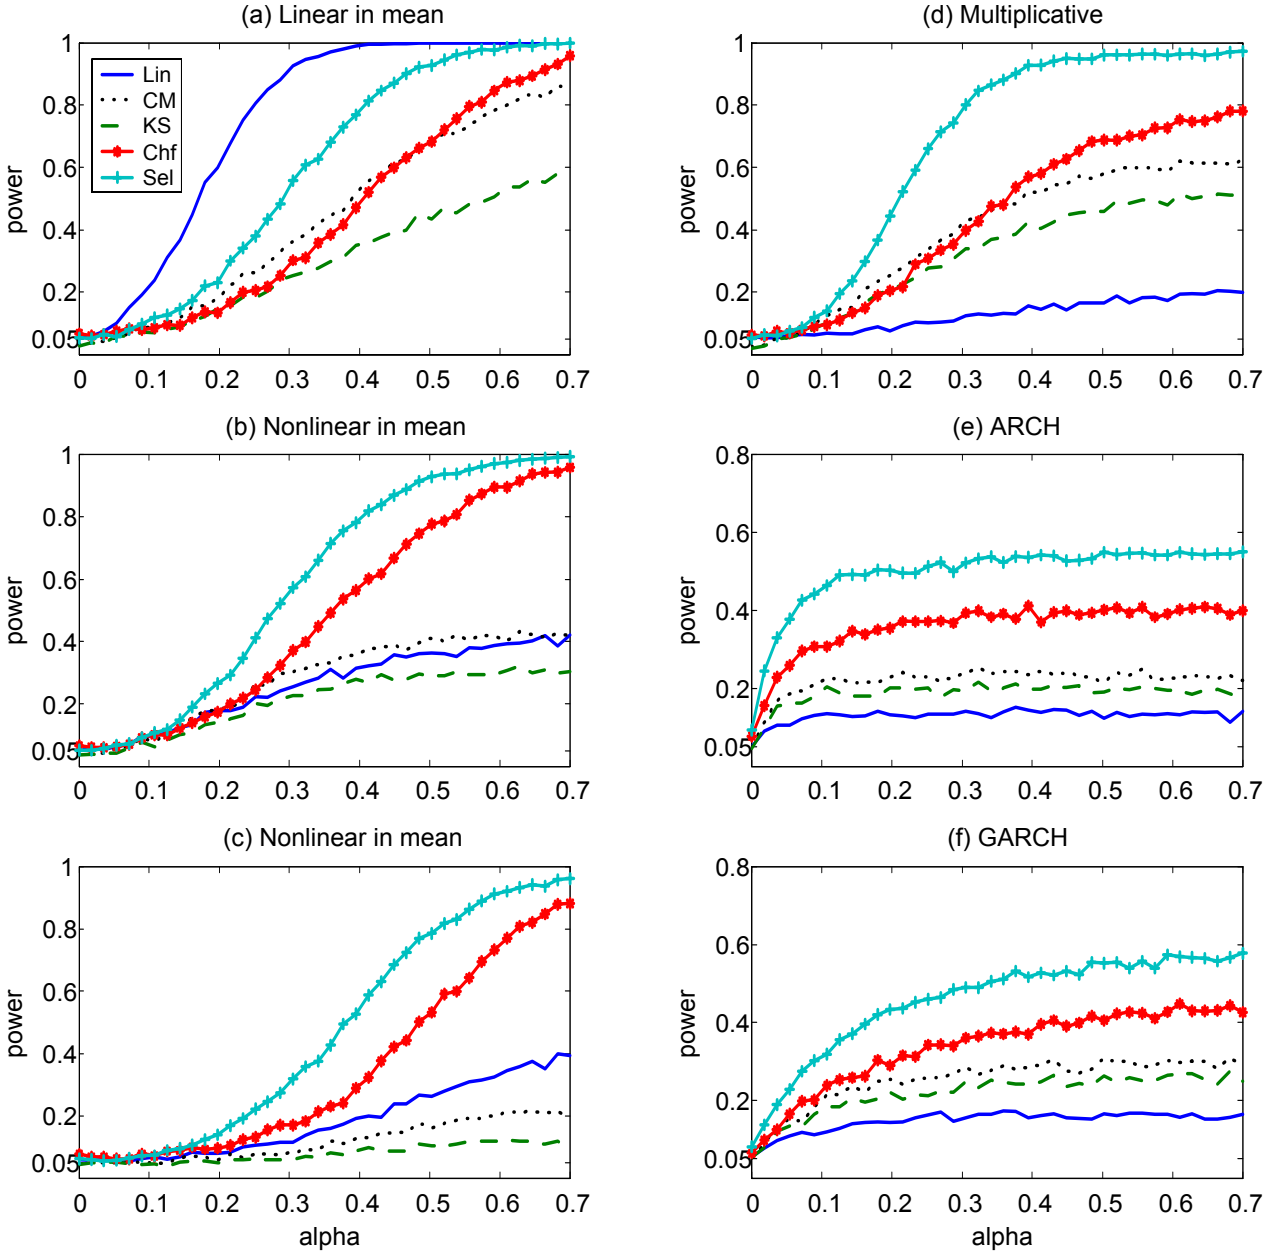 (a) Linear in mean
1
0.8
0.6
0.4
0.2
0.05
power
Lin
CM
KS
Chf
Sel
0 0.1 0.2 0.3 0.4 0.5 0.6 0.7
(d) Multiplicative
1
0.8
0.6
0.4
0.2
0.05
power
0 0.1 0.2 0.3 0.4 0.5 0.6 0.7
(b) Nonlinear in mean
1
0.8
0.6
0.4
0.2
0.05
power
0 0.1 0.2 0.3 0.4 0.5 0.6 0.7
(e) ARCH
0.8
0.6
0.4
0.2
0.05
power
0 0.1 0.2 0.3 0.4 0.5 0.6 0.7
(c) Nonlinear in mean
1
0.8
0.6
0.4
0.2
0.05
power
0 0.1 0.2 0.3 0.4 0.5 0.6 0.7
alpha
(f) GARCH
0.8
0.6
0.4
0.2
0.05
power
0 0.1 0.2 0.3 0.4 0.5 0.6 0.7
alpha